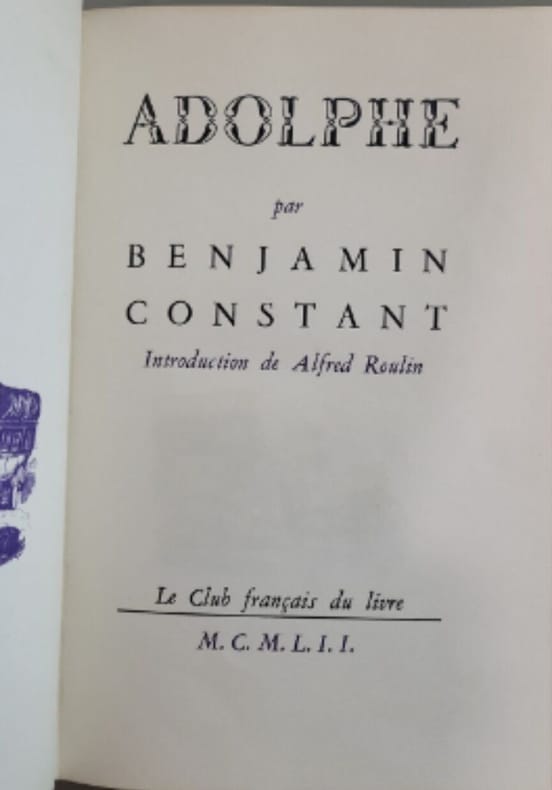 ADOLPHE
par
BENJAMIN
CONSTANT
Introduction de Alfred Roulin
Le Club français du livre
M. C. M. L. I. I.